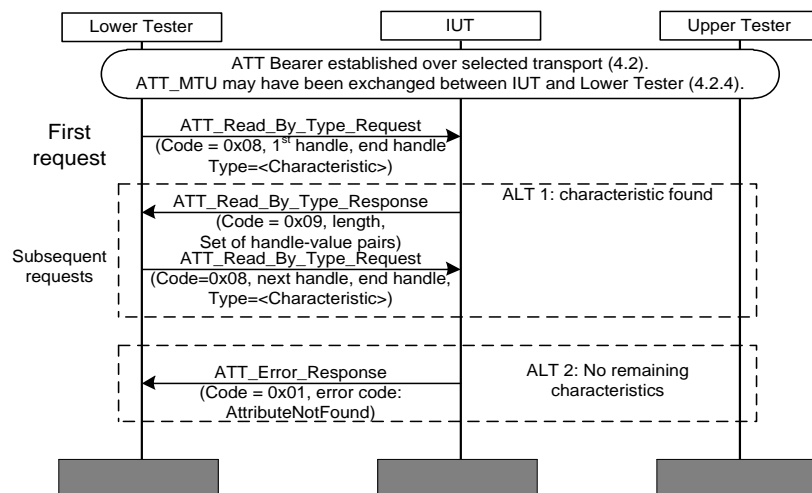 Lower Tester
IUT
Upper Tester
ATT Bearer established over selected transport (4.2).
ATT_MTU may have been exchanged between IUT and Lower Tester (4.2.4).
First
request
ATT_Read_By_Type_Request
(Code = 0x08, 1st handle, end handle
Type=<Characteristic>)
ALT 1: characteristic found
ATT_Read_By_Type_Response
(Code = 0x09, length,
Set of handle-value pairs)
Subsequent
requests
ATT_Read_By_Type_Request
(Code=0x08, next handle, end handle,
Type=<Characteristic>)
ALT 2: No remaining
characteristics
ATT_Error_Response
(Code = 0x01, error code:
AttributeNotFound)